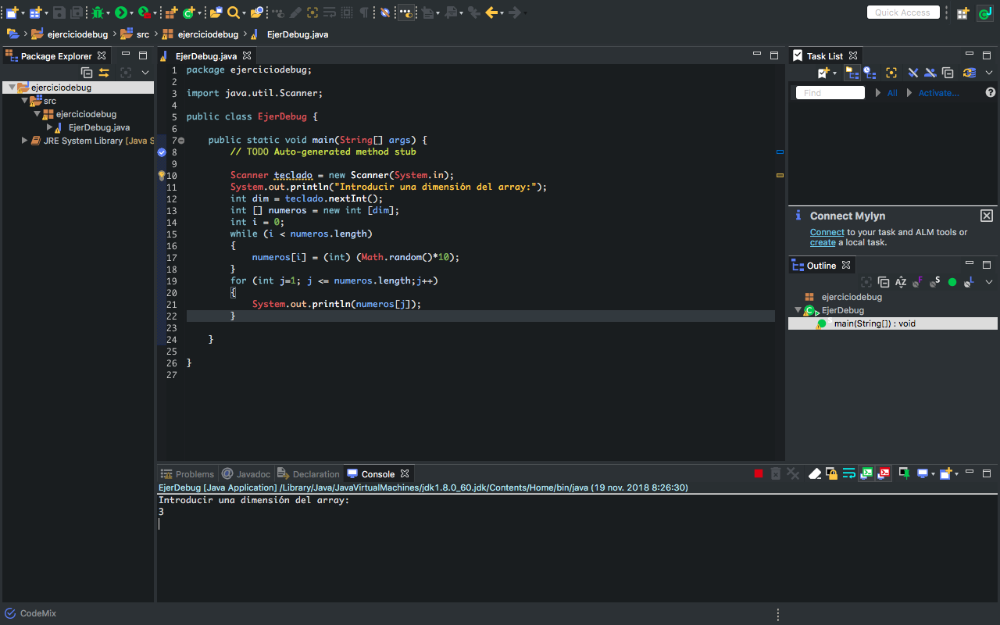 Quick Access
ejerciciodebug
src
ejerciciodebug
EjerDebug.java
Package Explorer
ejerciciodebug
src
ejerciciodebug
EjerDebug.java
JRE System Library [Java S
EjerDebug.java
1 package ejerciciodebug;
2
3 import java.util.Scanner;
4
5 public class EjerDebug {
6
7 public static void main(String[] args) {
8 // TODO Auto-generated method stub
9
10 Scanner teclado = new Scanner(System.in);
11 System.out.println("Introducir una dimensión del array:");
12 int dim = teclado.nextInt();
13 int [] numeros = new int [dim];
14 int i = 0;
15 while (i < numeros.length)
16 {
17 numeros[i] = (int) (Math.random()*10);
18 }
19 for (int j=1; j <= numeros.length;j++)
20 {
21 System.out.println(numeros[j]);
22 }
23
24 }
25
26 }
27
Task List
Find
All
Activate...
Connect Mylyn
Connect to your task and ALM tools or
create a local task.
Outline
ejerciciodebug
EjerDebug
main(String[]) : void
Problems
Javadoc
Declaration
Console
EjerDebug [Java Application] /Library/Java/JavaVirtualMachines/jdk1.8.0_60.jdk/Contents/Home/bin/java (19 nov. 2018 8:26:30)
Introducir una dimensión del array:
3
CodeMix